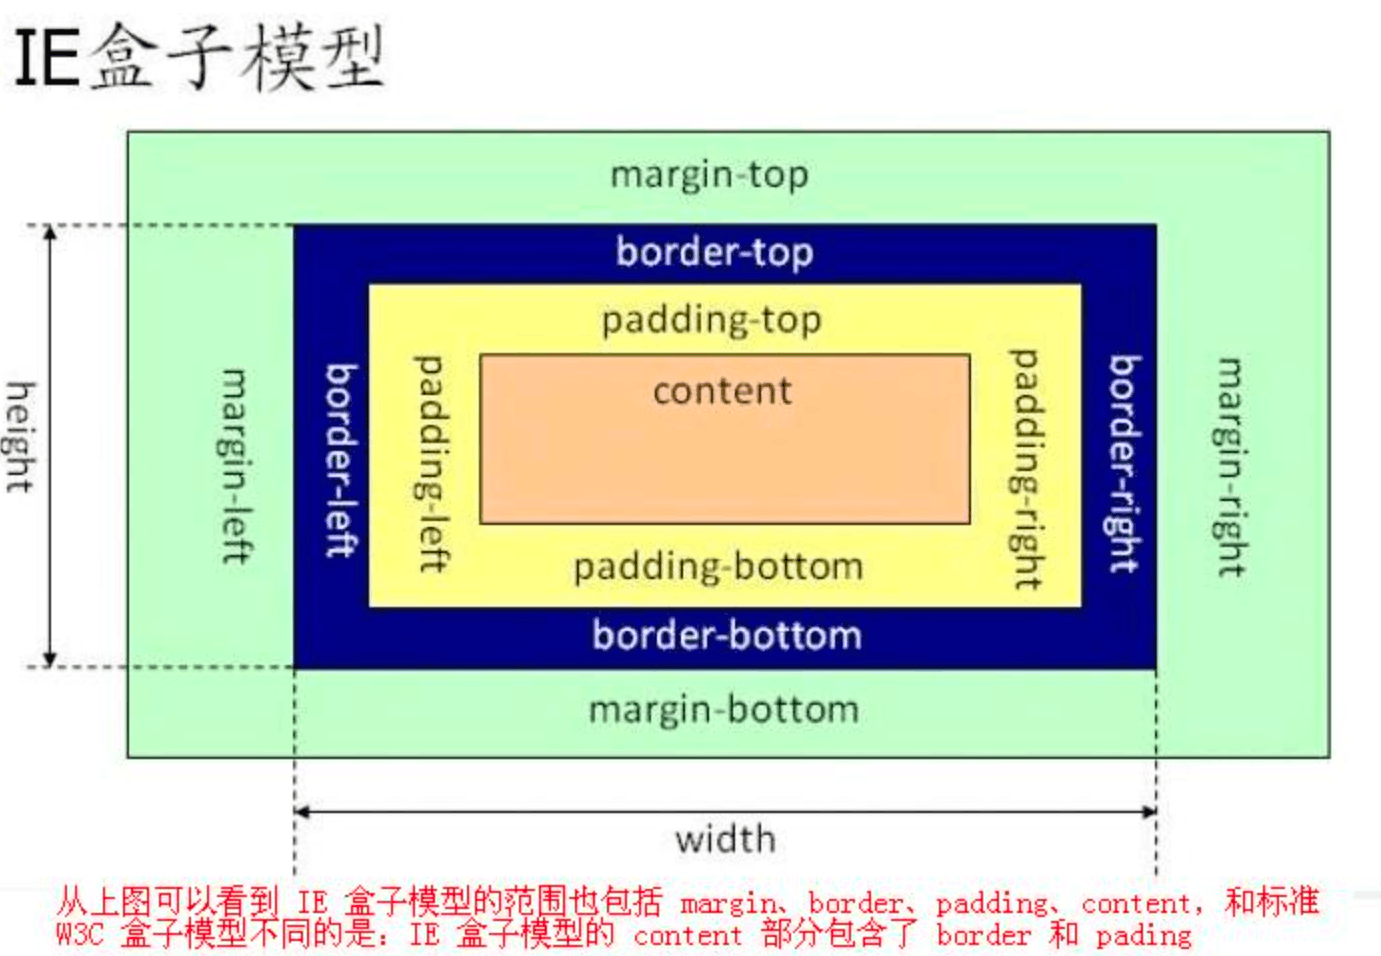 IE盒子模型
margin-top
border-top
padding-top
content
height
margin-left
border-left
padding-left
padding-right
border-right
margin-right
padding-bottom
border-bottom
margin-bottom
width
从上图可以看到 IE 盒子模型的范围也包括 margin、border、padding、content，和标准
W3C 盒子模型不同的是：IE 盒子模型的 content 部分包含了 border 和 pading